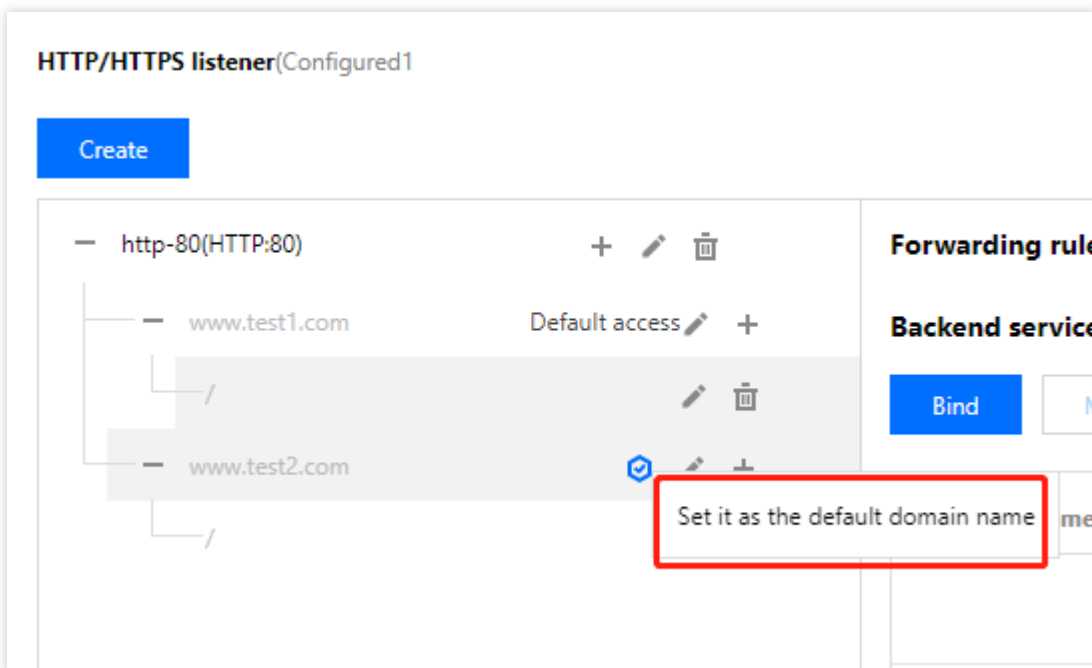 HTTP/HTTPS listener(Configured1
Create
http-80(HTTP:80)
Forwarding rule
www.test1.com Default access
Backend service
/
Bind
www.test2.com
Set it as the default domain name
me
/